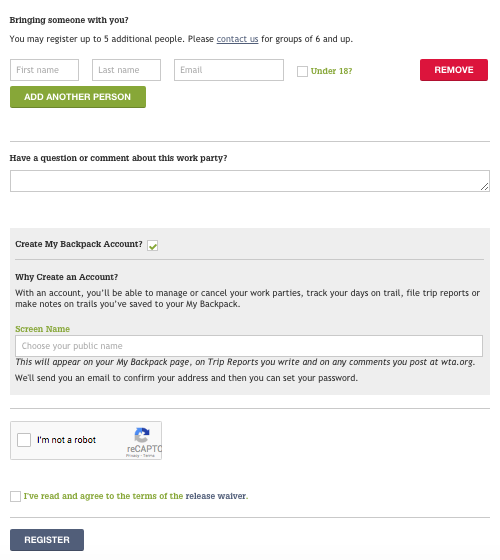 Bringing someone with you?
You may register up to 5 additional people. Please contact us for groups of 6 and up.
First name Last name Email Under 18? REMOVE
ADD ANOTHER PERSON
Have a question or comment about this work party?
Create My Backpack Account?
Why Create an Account?
With an account, you'll be able to manage or cancel your work parties, track your days on trail, file trip reports or
make notes on trails you've saved to your My Backpack.
Screen Name
Choose your public name
This will appear on your My Backpack page, on Trip Reports you write and on any comments you post at wta.org.
We'll send you an email to confirm your address and then you can set your password.
I'm not a robot
reCAPTC
Privacy - Terms
I've read and agree to the terms of the release waiver.
REGISTER